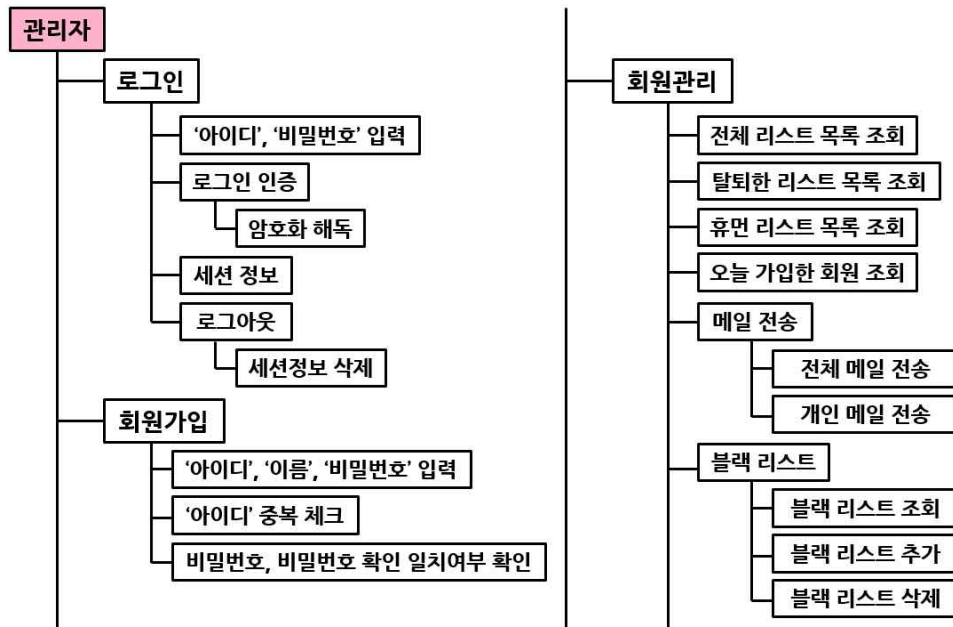 관리자
로그인
‘아이디’, ‘비밀번호’ 입력
로그인 인증
암호화 해독
세션 정보
로그아웃
세션정보 삭제
회원가입
‘아이디’, ‘이름’, ‘비밀번호’ 입력
‘아이디’ 중복 체크
비밀번호, 비밀번호 확인 일치여부 확인
회원관리
전체 리스트 목록 조회
탈퇴한 리스트 목록 조회
휴먼 리스트 목록 조회
오늘 가입한 회원 조회
메일 전송
전체 메일 전송
개인 메일 전송
블랙 리스트
블랙 리스트 조회
블랙 리스트 추가
블랙 리스트 삭제